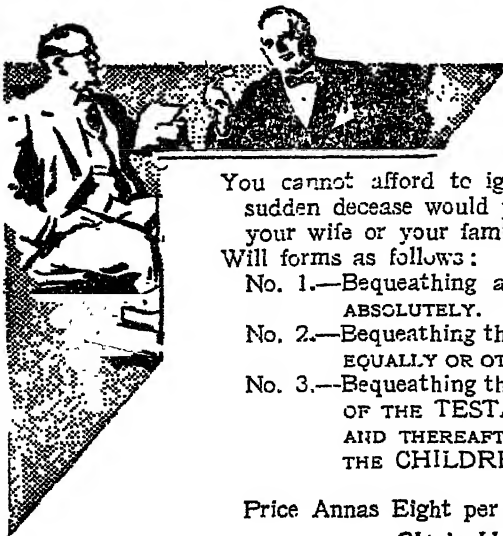 You cannot afford to ig
sudden decease would
your wife or your fam
Will forms as follows:
No. 1.—Bequeathing a
ABSOLUTELY.
No. 2.—Bequeathing th
EQUALLY OR OT
No. 3.—Bequeathing th
OF THE TESTA
AND THEREAFT
THE CHILDRE
Price Annas Eight per